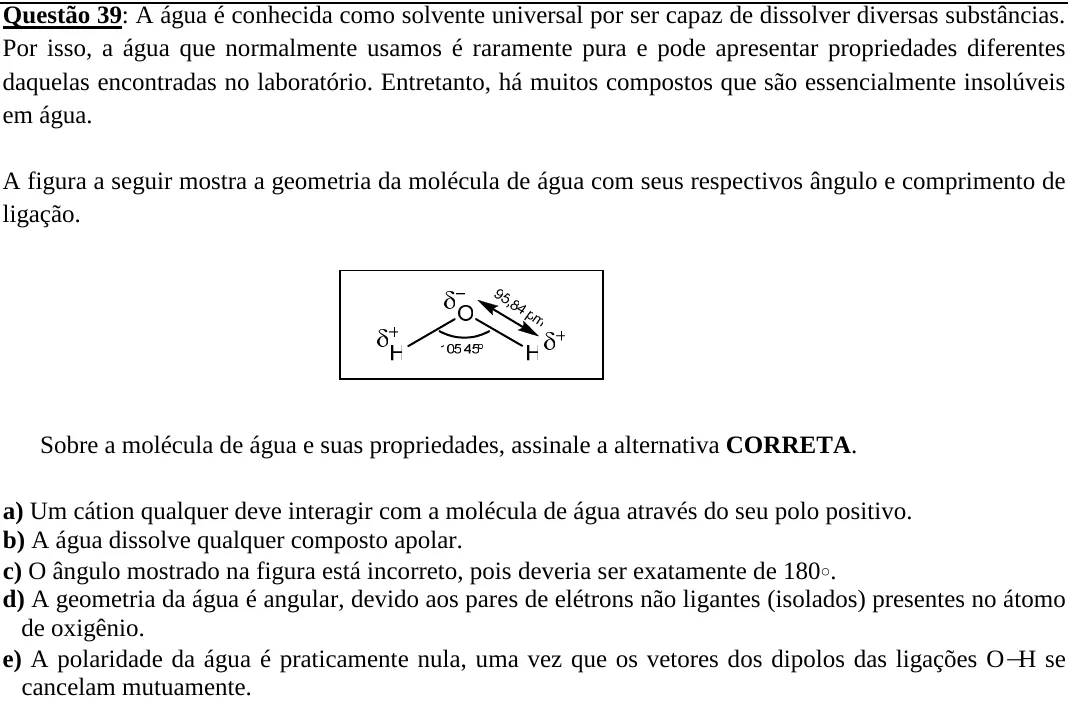 Questão 39: A água é conhecida como solvente universal por ser capaz de dissolver diversas substâncias.
Por isso, a água que normalmente usamos é raramente pura e pode apresentar propriedades diferentes
daquelas encontradas no laboratório. Entretanto, há muitos compostos que são essencialmente insolúveis
em água.
A figura a seguir mostra a geometria da molécula de água com seus respectivos ângulo e comprimento de
ligação.
δ− O 95,84 pm
δ+ H 105 45º H δ+
Sobre a molécula de água e suas propriedades, assinale a alternativa CORRETA.
a) Um cátion qualquer deve interagir com a molécula de água através do seu polo positivo.
b) A água dissolve qualquer composto apolar.
c) O ângulo mostrado na figura está incorreto, pois deveria ser exatamente de 180◦.
d) A geometria da água é angular, devido aos pares de elétrons não ligantes (isolados) presentes no átomo
de oxigênio.
e) A polaridade da água é praticamente nula, uma vez que os vetores dos dipolos das ligações O−H se
cancelam mutuamente.